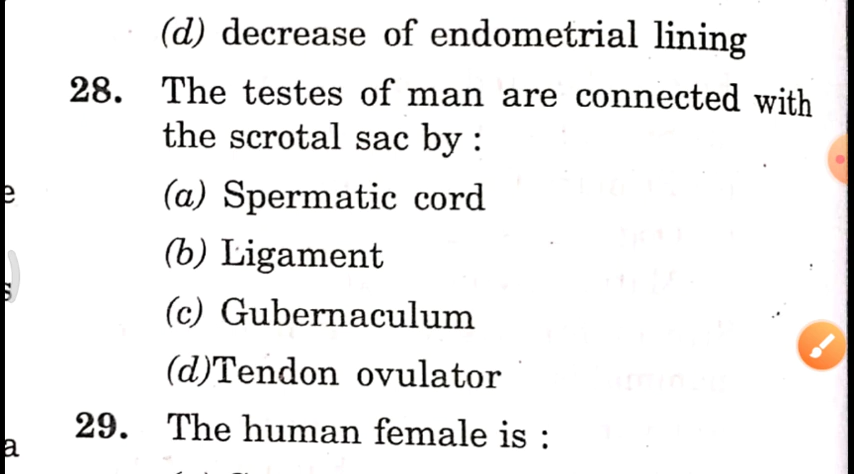 (d) decrease of endometrial lining
28. The testes of man are connected with
the scrotal sac by :
(a) Spermatic cord
(b) Ligament
(c) Gubernaculum
(d)Tendon ovulator
29. The human female is :
e
s
a